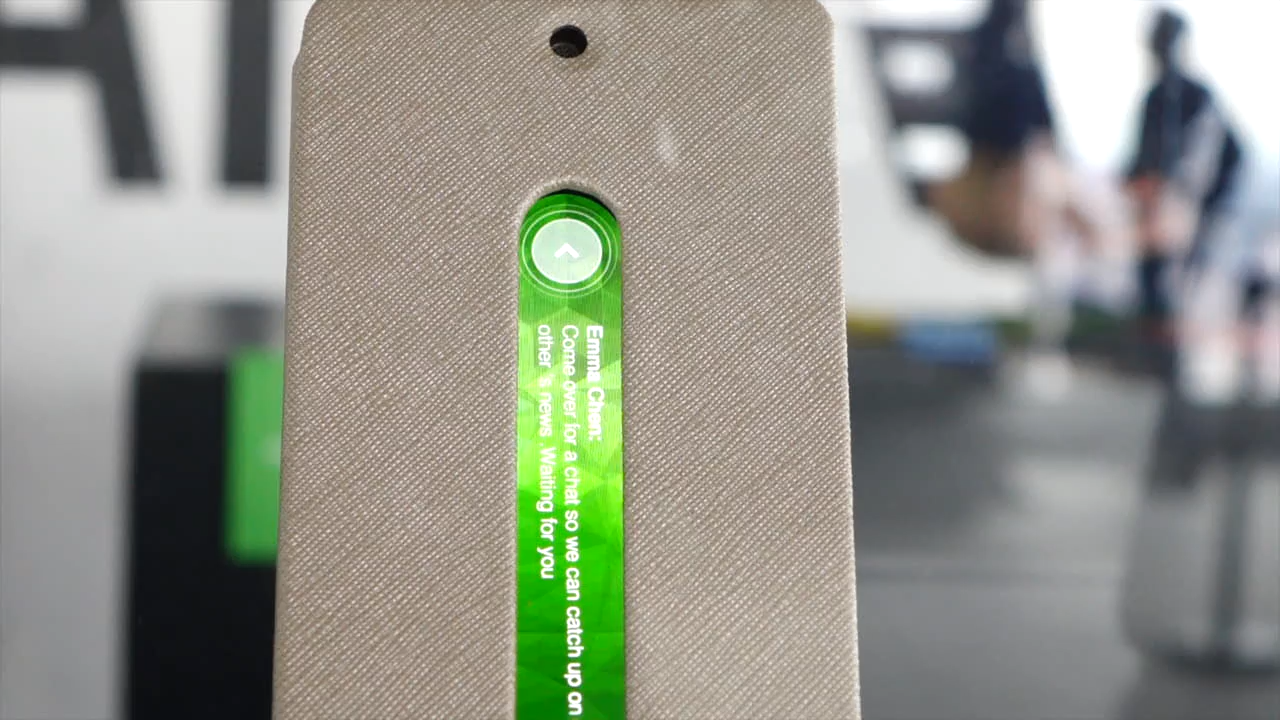 Emma Chen:
Come over for a chat so we can catch up on
other 's news .Waiting for you